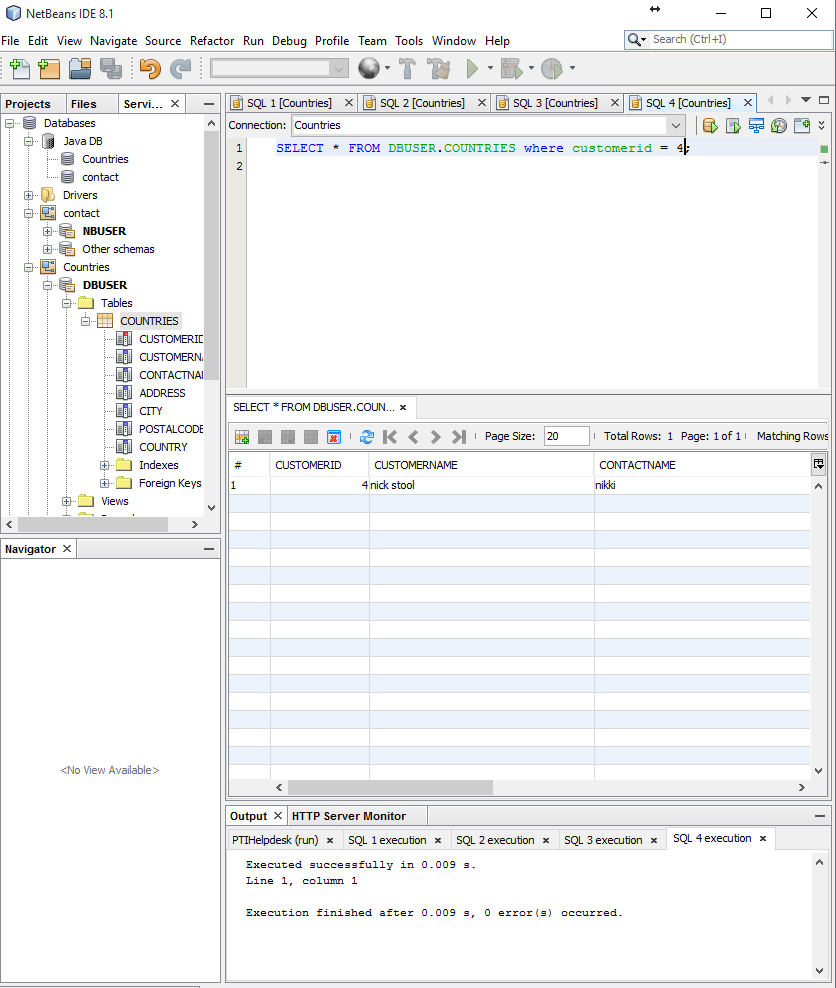 NetBeans IDE 8.1
File Edit View Navigate Source Refactor Run Debug Profile Team Tools Window Help
Search (Ctrl+I)
Projects Files Servi...
Databases
Java DB
Countries
contact
Drivers
contact
NBUSER
Other schemas
Countries
DBUSER
Tables
COUNTRIES
CUSTOMERID
CUSTOMERNA
CONTACTNA
ADDRESS
CITY
POSTALCODE
COUNTRY
Indexes
Foreign Keys
Views
Navigator
<No View Available>
SQL 1 [Countries] SQL 2 [Countries] SQL 3 [Countries] SQL 4 [Countries]
Connection: Countries
1 SELECT * FROM DBUSER.COUNTRIES where customerid = 4;
2
SELECT * FROM DBUSER.COUN...
Page Size: 20 Total Rows: 1 Page: 1 of 1 Matching Rows
# CUSTOMERID CUSTOMERNAME CONTACTNAME
1 4 nick stool nikki
Output HTTP Server Monitor
PTIHelpdesk (run) SQL 1 execution SQL 2 execution SQL 3 execution SQL 4 execution
Executed successfully in 0.009 s.
Line 1, column 1
Execution finished after 0.009 s, 0 error(s) occurred.